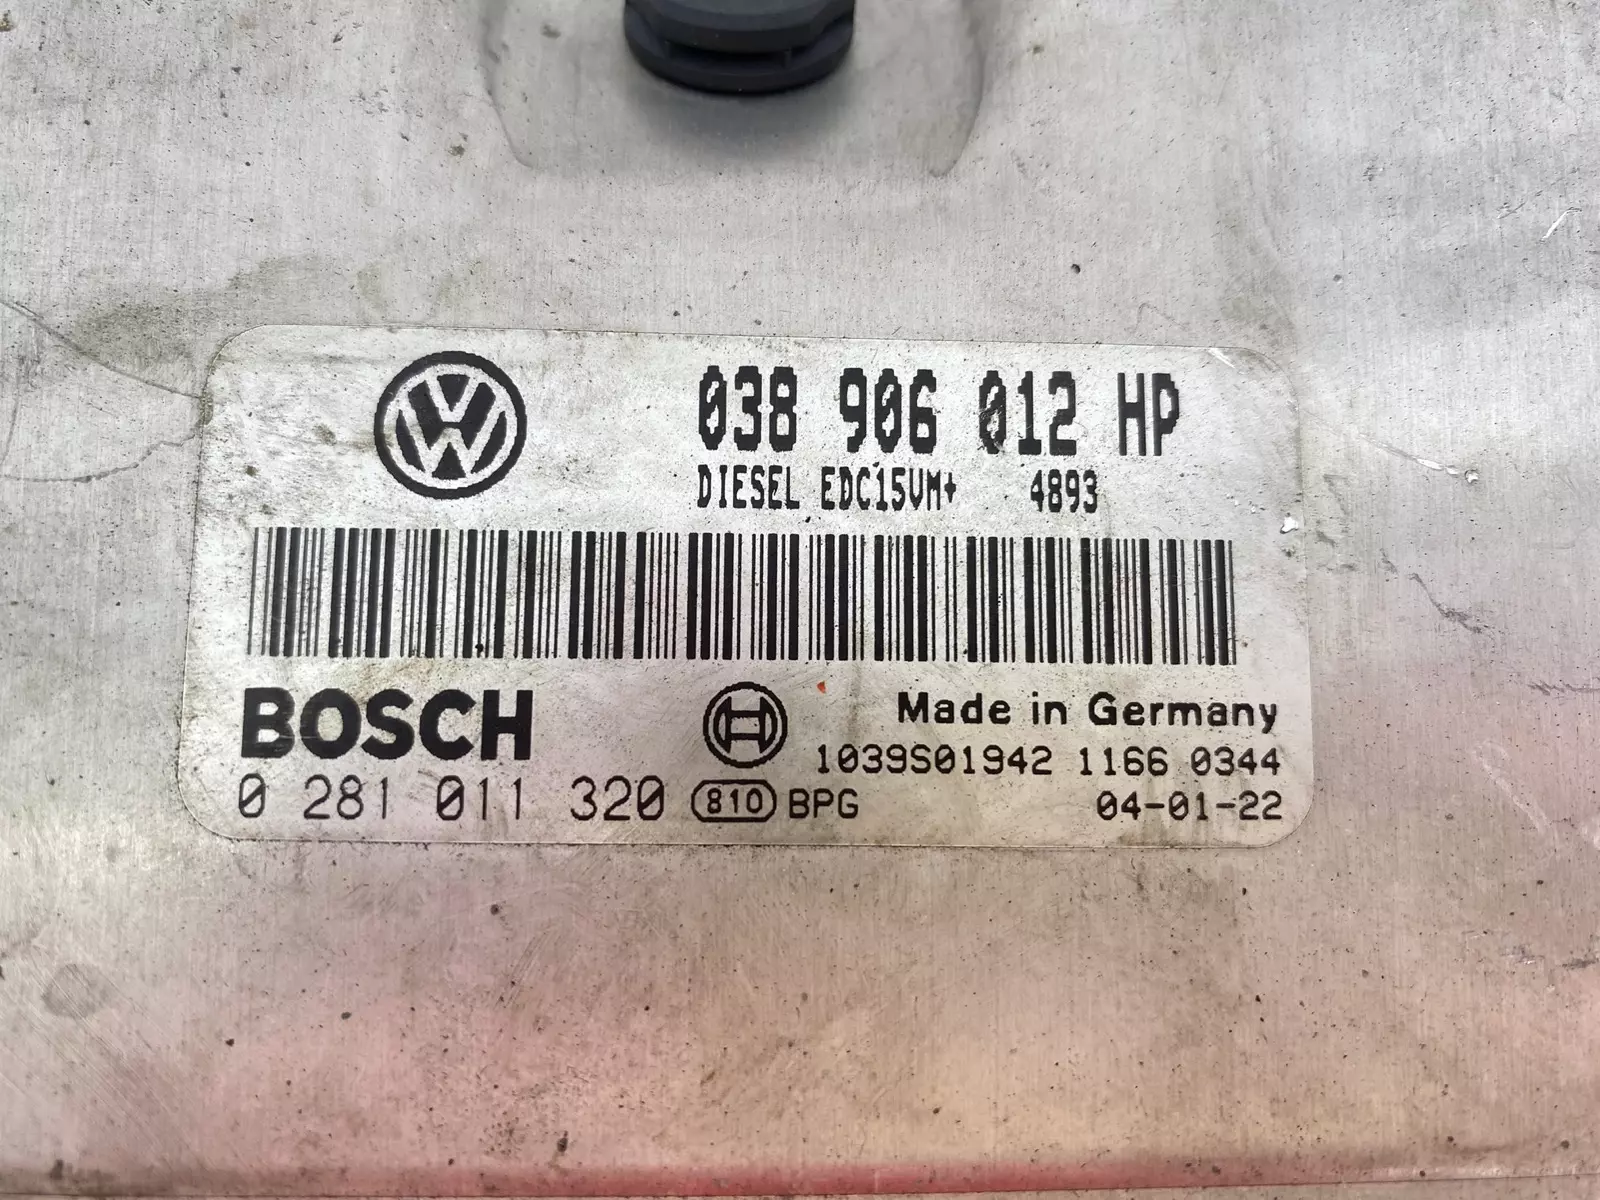 038 906 012 HP
DIESEL EDC15VM+ 4893
BOSCH
Made in Germany
1039S01942 1166 0344
0 281 011 320 810 BPG 04-01-22